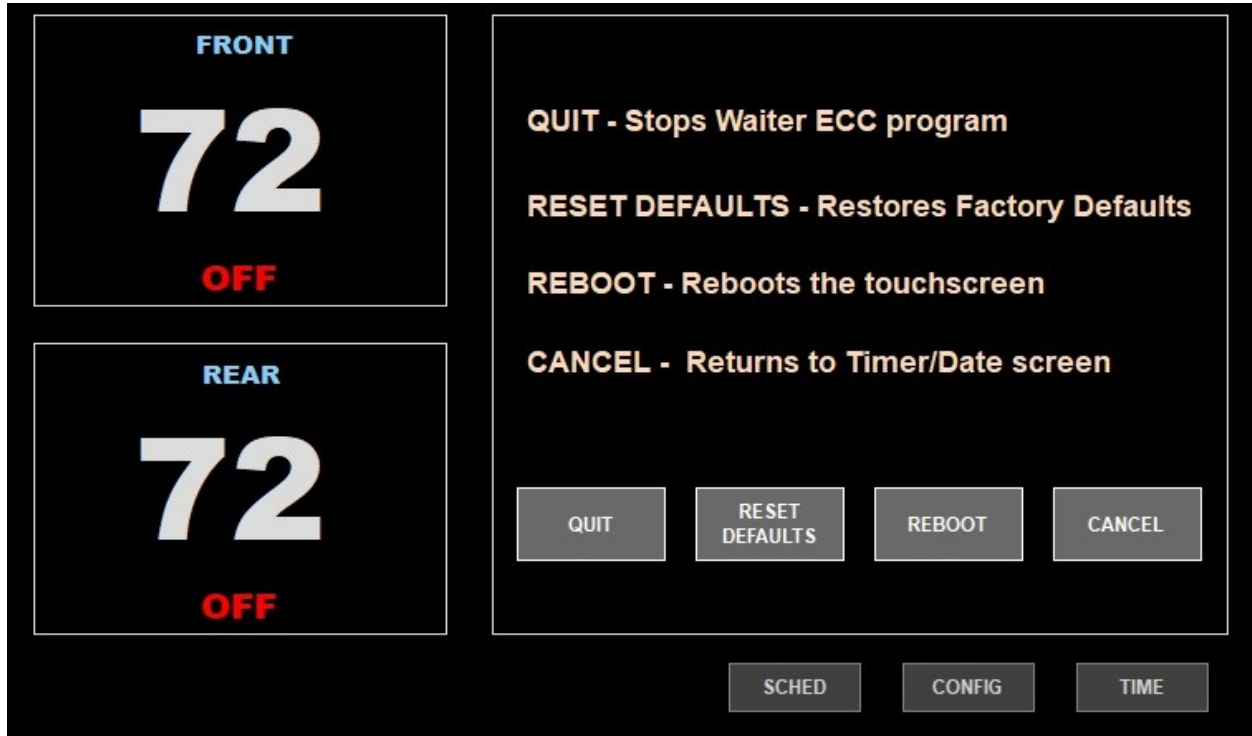 FRONT
72
OFF
REAR
72
OFF
QUIT - Stops Waiter ECC program
RESET DEFAULTS - Restores Factory Defaults
REBOOT - Reboots the touchscreen
CANCEL - Returns to Timer/Date screen
QUIT
RESET
DEFAULTS
REBOOT
CANCEL
SCHED
CONFIG
TIME